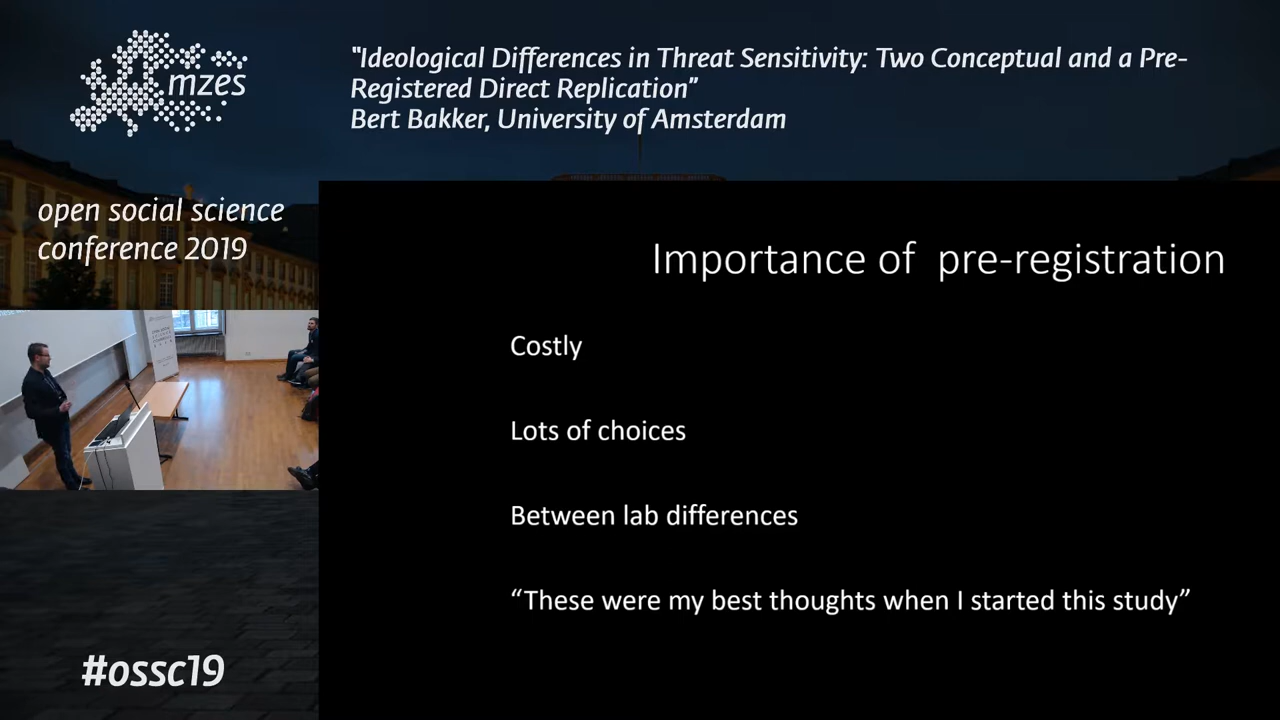 mzes
"Ideological Differences in Threat Sensitivity: Two Conceptual and a Pre-
Registered Direct Replication"
Bert Bakker, University of Amsterdam
open social science
conference 2019
Importance of  pre-registration
Costly
Lots of choices
Between lab differences
“These were my best thoughts when I started this study”
#ossc19